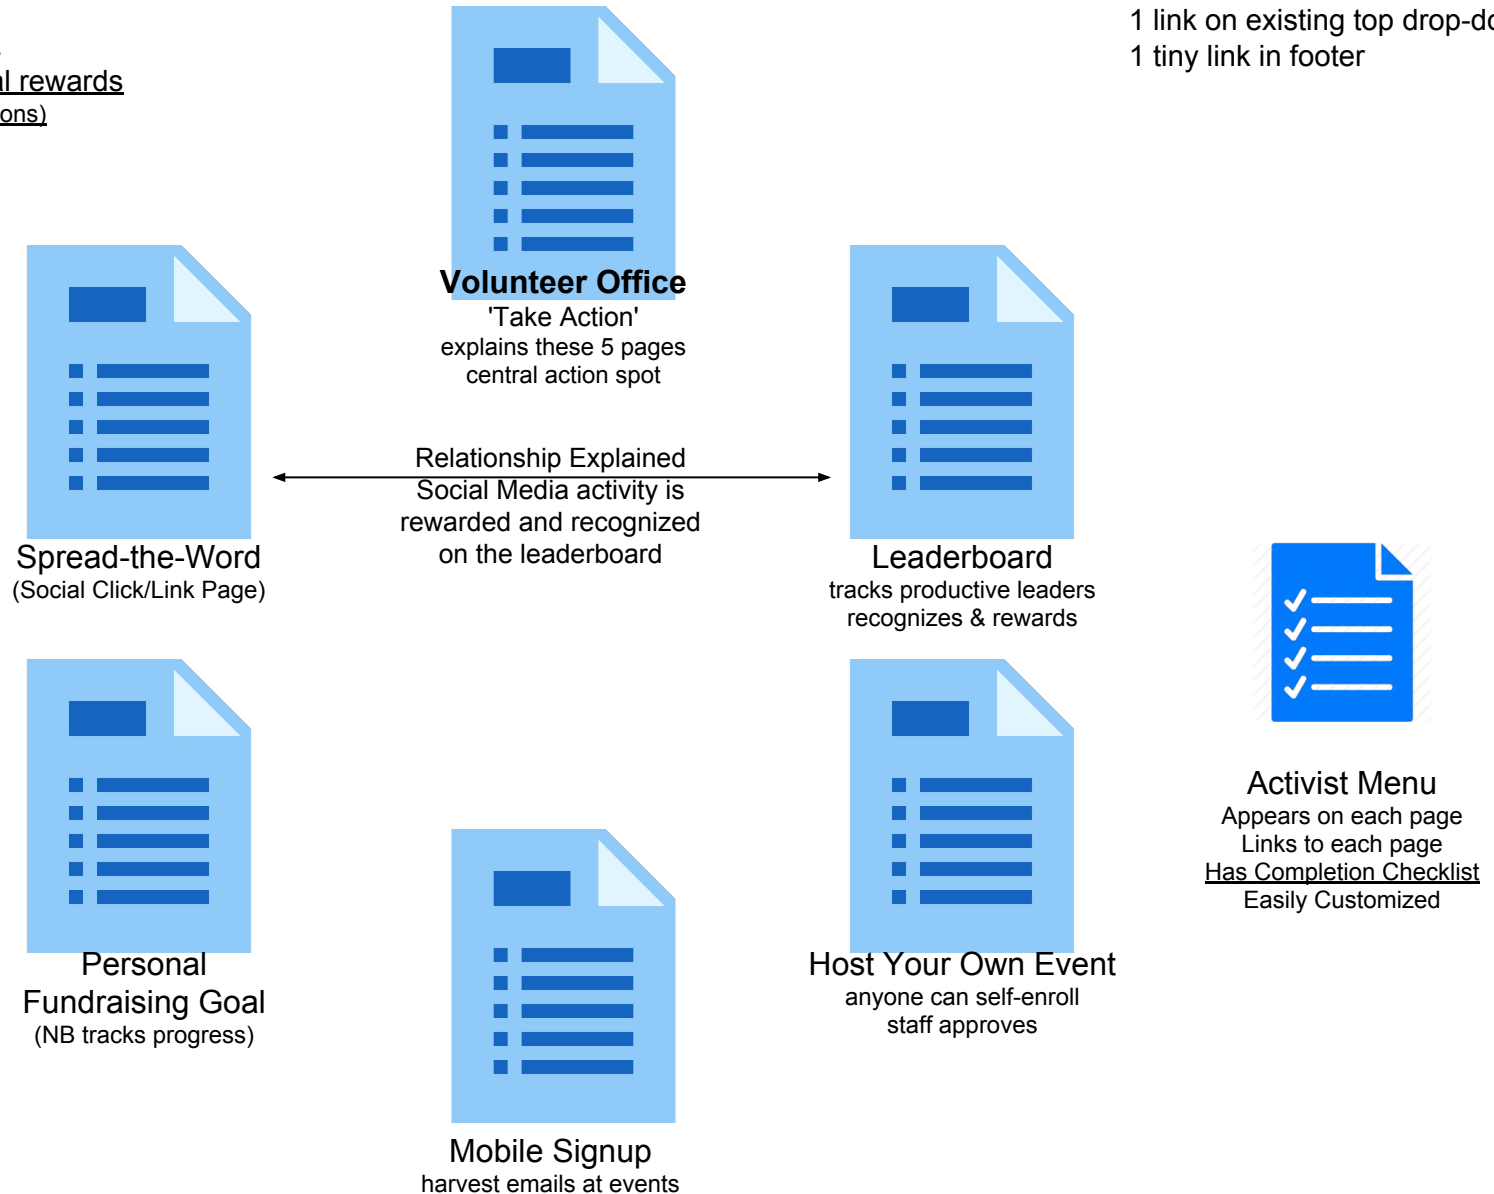 1 link on existing top
1 tiny link in footer
rewards
Volunteer Office
'Take Action'
explains these 5 pages
central action spot
Relationship Explained
Social Media activity is
rewarded and recognized
on the leaderboard
Spread-the-Word
(Social Click/Link Page)
Leaderboard
tracks productive leaders
recognizes & rewards
Activist Menu
Appears on each page
Links to each page
Has Completion Checklist
Easily Customized
Personal
Fundraising Goal
(NB tracks progress)
Host Your Own Event
anyone can self-enroll
staff approves
Mobile Signup
harvest emails at events